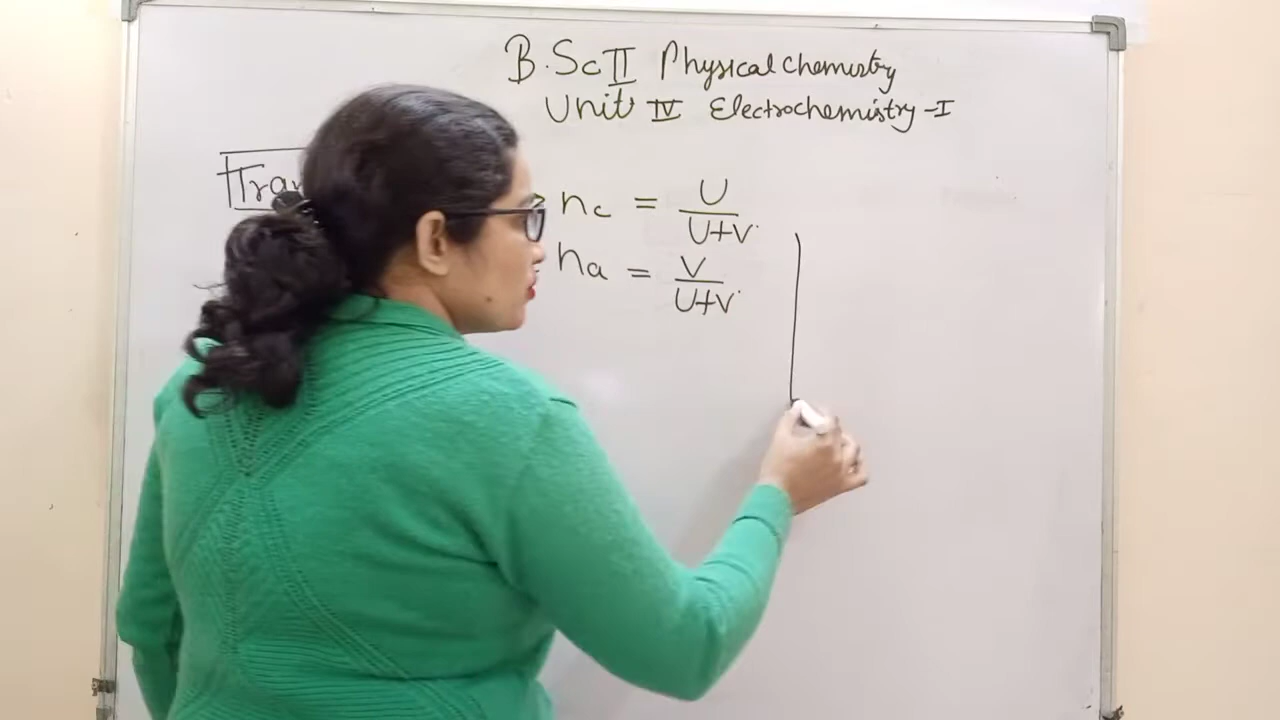 B.Sc II Physical chemistry
Unit IV Electrochemistry-I
nc = U / U+V
na = V / U+V